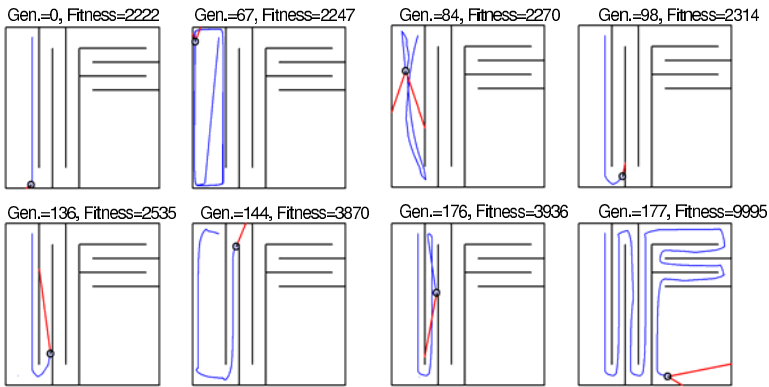 Gen.=0, Fitness=2222
Gen.=67, Fitness=2247
Gen.=84, Fitness=2270
Gen.=98, Fitness=2314
Gen.=136, Fitness=2535
Gen.=144, Fitness=3870
Gen.=176, Fitness=3936
Gen.=177, Fitness=9995